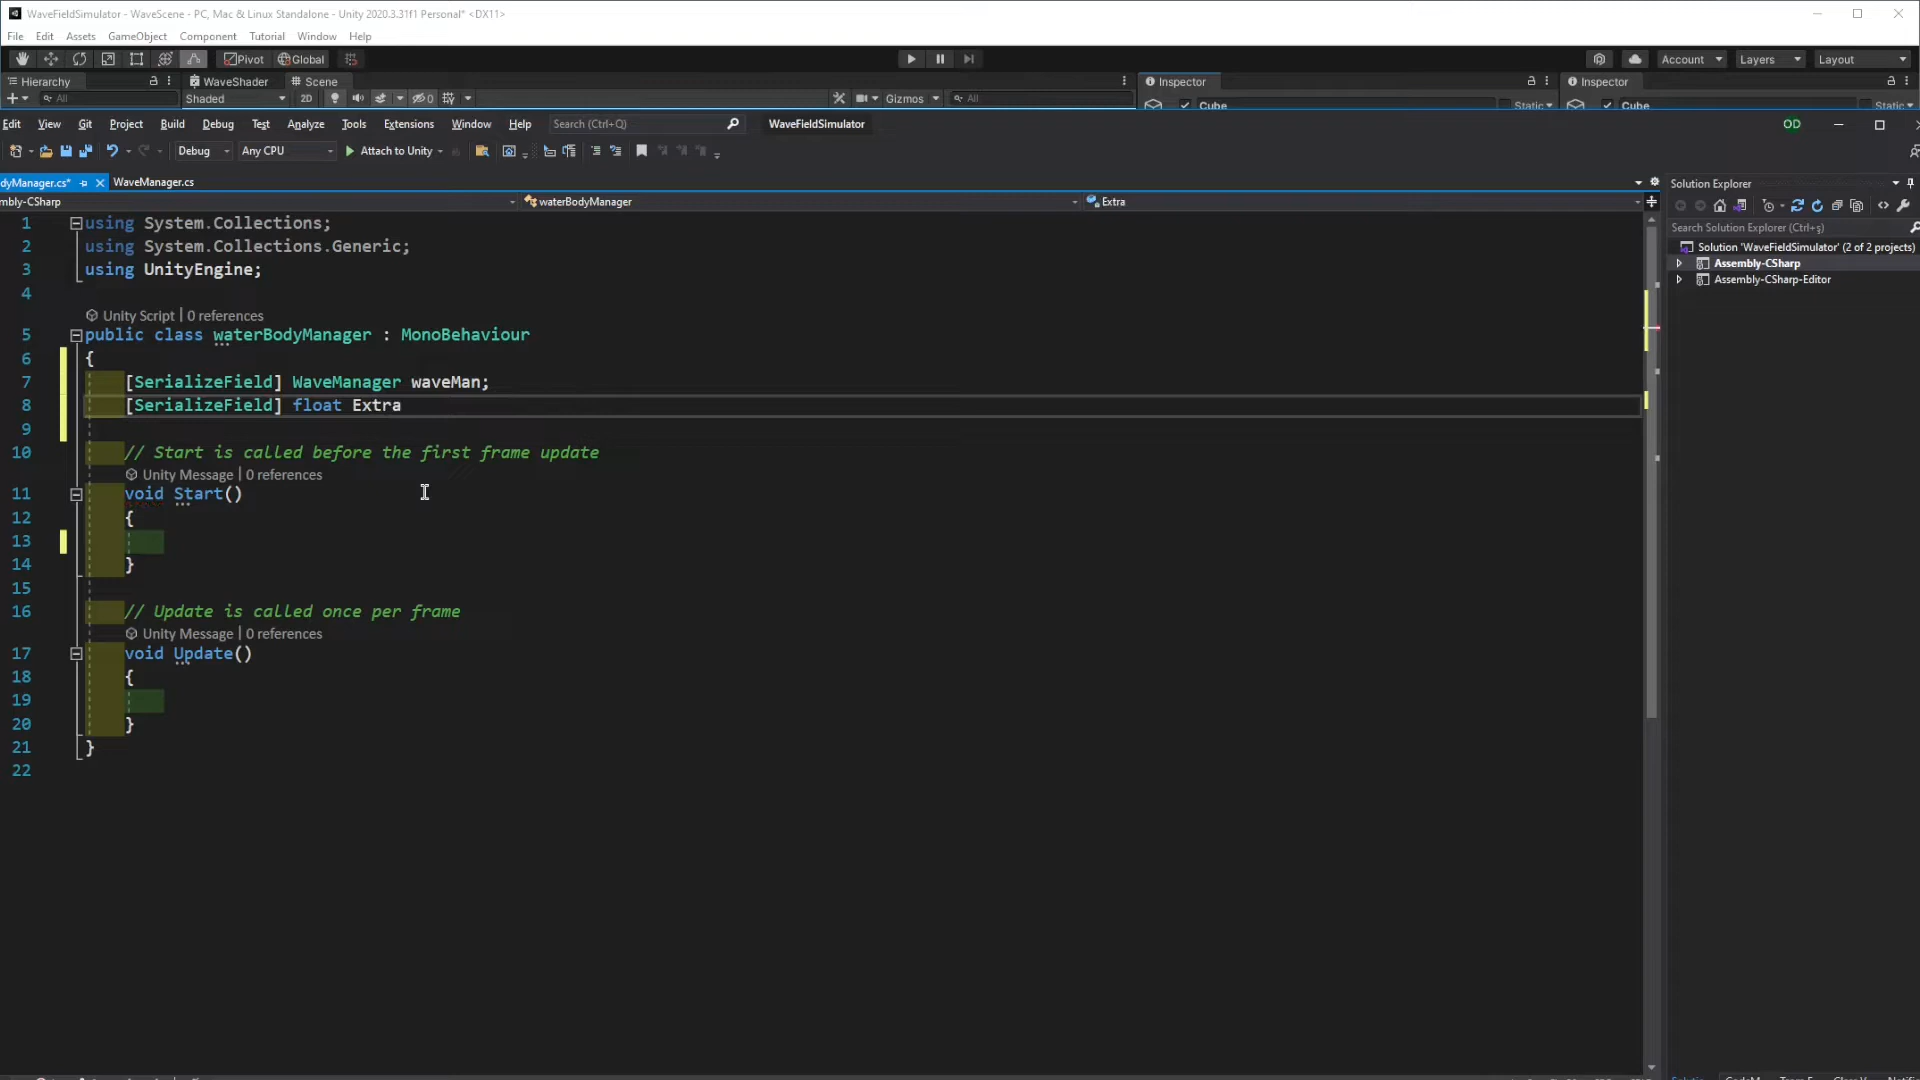 WaveFieldSimulator - WaveScene - PC, Mac & Linux Standalone - Unity 2020.3.31f1 Personal* <DX11>
File Edit Assets GameObject Component Tutorial Window Help
Pivot Global Account Layers Layout
Hierarchy WaveShader Scene Inspector Inspector
All Shaded 2D 0 Gizmos All Cube Static Cube Static
Edit View Git Project Build Debug Test Analyze Tools Extensions Window Help Search (Ctrl+Q) WaveFieldSimulator OD
Debug Any CPU Attach to Unity
dyManager.cs* WaveManager.cs Solution Explorer
mbly-CSharp waterBodyManager Extra
Search Solution Explorer (Ctrl+ş)
Solution 'WaveFieldSimulator' (2 of 2 projects)
Assembly-CSharp
Assembly-CSharp-Editor
1 using System.Collections;
2 using System.Collections.Generic;
3 using UnityEngine;
4
Unity Script | 0 references
5 public class waterBodyManager : MonoBehaviour
6 {
7 [SerializeField] WaveManager waveMan;
8 [SerializeField] float Extra
9
10 // Start is called before the first frame update
Unity Message | 0 references
11 void Start()
12 {
13
14 }
15
16 // Update is called once per frame
Unity Message | 0 references
17 void Update()
18 {
19
20 }
21 }
22